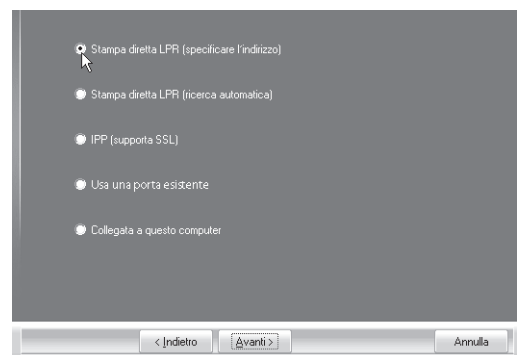 Stampa diretta LPR (specificare l'indirizzo)
Stampa diretta LPR (ricerca automatica)
IPP (supporta SSL)
Usa una porta esistente
Collegata a questo computer
< Indietro
Avanti >
Annulla